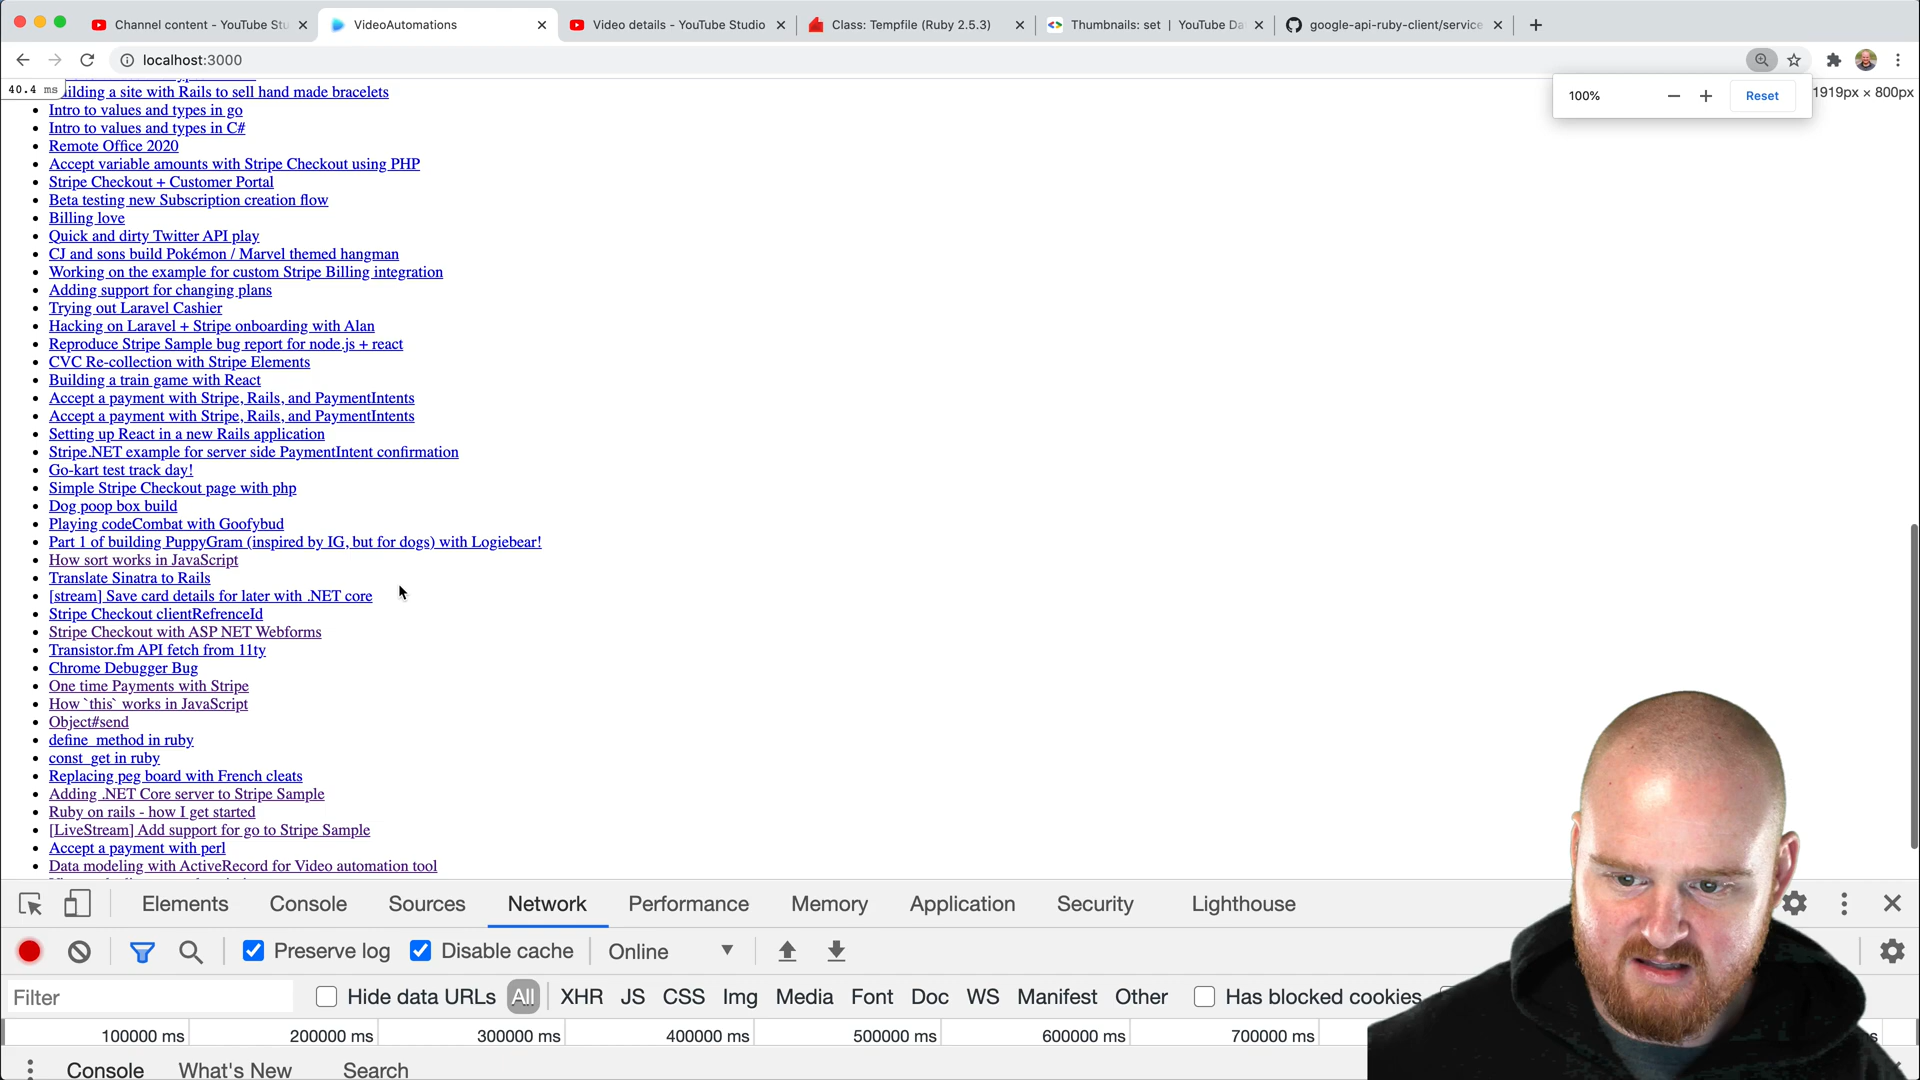 Channel content - YouTube Stu
VideoAutomations
Video details - YouTube Studio
Class: Tempfile (Ruby 2.5.3)
Thumbnails: set | YouTube Da
google-api-ruby-client/service
localhost:3000
40.4 ms
100%
Reset
1919px × 800px
uilding a site with Rails to sell hand made bracelets
Intro to values and types in go
Intro to values and types in C#
Remote Office 2020
Accept variable amounts with Stripe Checkout using PHP
Stripe Checkout + Customer Portal
Beta testing new Subscription creation flow
Billing love
Quick and dirty Twitter API play
CJ and sons build Pokémon / Marvel themed hangman
Working on the example for custom Stripe Billing integration
Adding support for changing plans
Trying out Laravel Cashier
Hacking on Laravel + Stripe onboarding with Alan
Reproduce Stripe Sample bug report for node.js + react
CVC Re-collection with Stripe Elements
Building a train game with React
Accept a payment with Stripe, Rails, and PaymentIntents
Accept a payment with Stripe, Rails, and PaymentIntents
Setting up React in a new Rails application
Stripe.NET example for server side PaymentIntent confirmation
Go-kart test track day!
Simple Stripe Checkout page with php
Dog poop box build
Playing codeCombat with Goofybud
Part 1 of building PuppyGram (inspired by IG, but for dogs) with Logiebear!
How sort works in JavaScript
Translate Sinatra to Rails
[stream] Save card details for later with .NET core
Stripe Checkout clientRefrenceId
Stripe Checkout with ASP NET Webforms
Transistor.fm API fetch from 11ty
Chrome Debugger Bug
One time Payments with Stripe
How `this` works in JavaScript
Object#send
define_method in ruby
const_get in ruby
Replacing peg board with French cleats
Adding .NET Core server to Stripe Sample
Ruby on rails - how I get started
[LiveStream] Add support for go to Stripe Sample
Accept a payment with perl
Data modeling with ActiveRecord for Video automation tool
Elements Console Sources Network Performance Memory Application Security Lighthouse
Preserve log Disable cache Online
Filter Hide data URLs All XHR JS CSS Img Media Font Doc WS Manifest Other Has blocked cookies
100000 ms 200000 ms 300000 ms 400000 ms 500000 ms 600000 ms 700000 ms
Console What's New Search